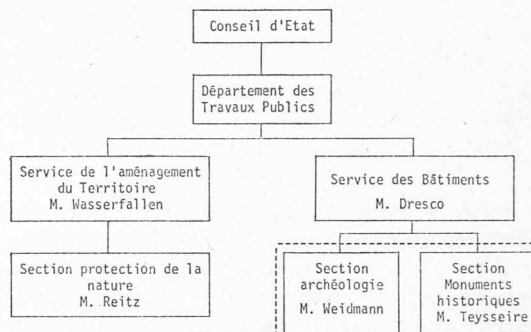 Conseil d'Etat
Département des
Travaux Publics
Service de l'aménagement
du Territoire
M. Wasserfallen
Service des Bâtiments
M. Dresco
Section protection de la
nature
M. Reitz
Section
archéologie
M. Weidmann
Section
Monuments
historiques
M. Teysseire